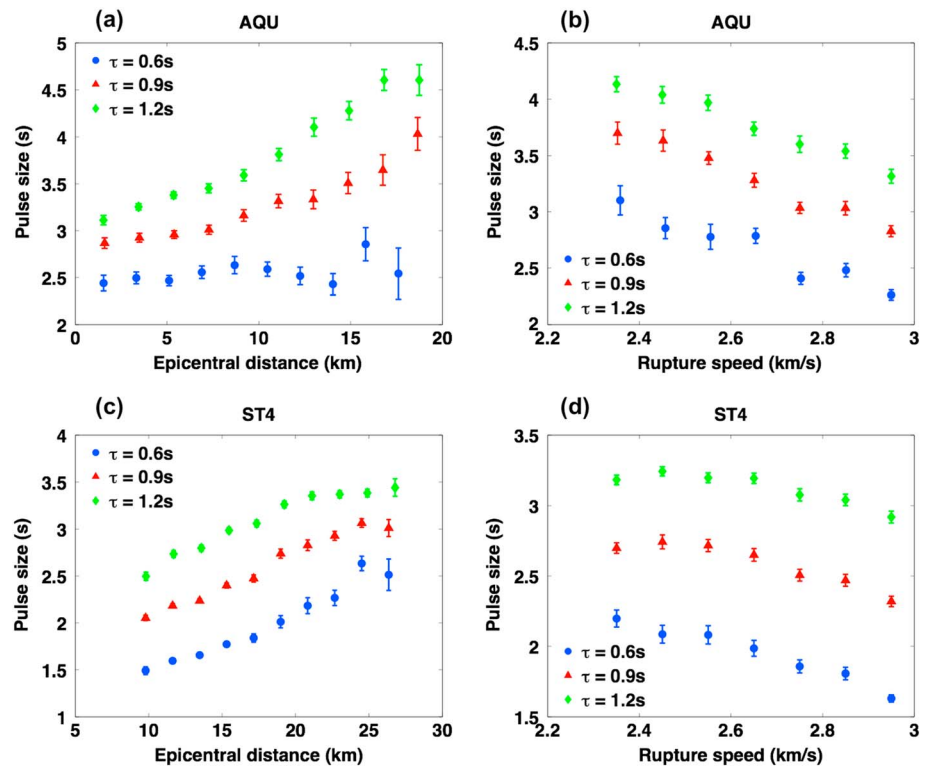 (a)
AQU
τ = 0.6s
τ = 0.9s
τ = 1.2s
5
4.5
4
3.5
3
2.5
2
Pulse size (s)
0
5
10
15
20
Epicentral distance (km)
(b)
AQU
4.5
4
3.5
3
2.5
2
Pulse size (s)
τ = 0.6s
τ = 0.9s
τ = 1.2s
2.2
2.4
2.6
2.8
3
Rupture speed (km/s)
(c)
ST4
τ = 0.6s
τ = 0.9s
τ = 1.2s
4
3.5
3
2.5
2
1.5
1
Pulse size (s)
5
10
15
20
25
30
Epicentral distance (km)
(d)
ST4
3.5
3
2.5
2
1.5
Pulse size (s)
τ = 0.6s
τ = 0.9s
τ = 1.2s
2.2
2.4
2.6
2.8
3
Rupture speed (km/s)